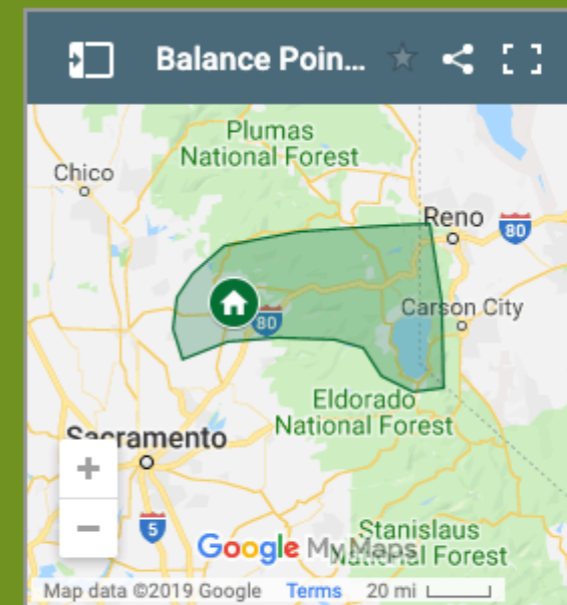 Balance Poin...
Plumas
National Forest
Chico
Reno
80
Carson City
80
Eldorado
National Forest
Sacramento
+
−
5
Stanislaus
Google My Maps
National Forest
Map data ©2019 Google Terms 20 mi